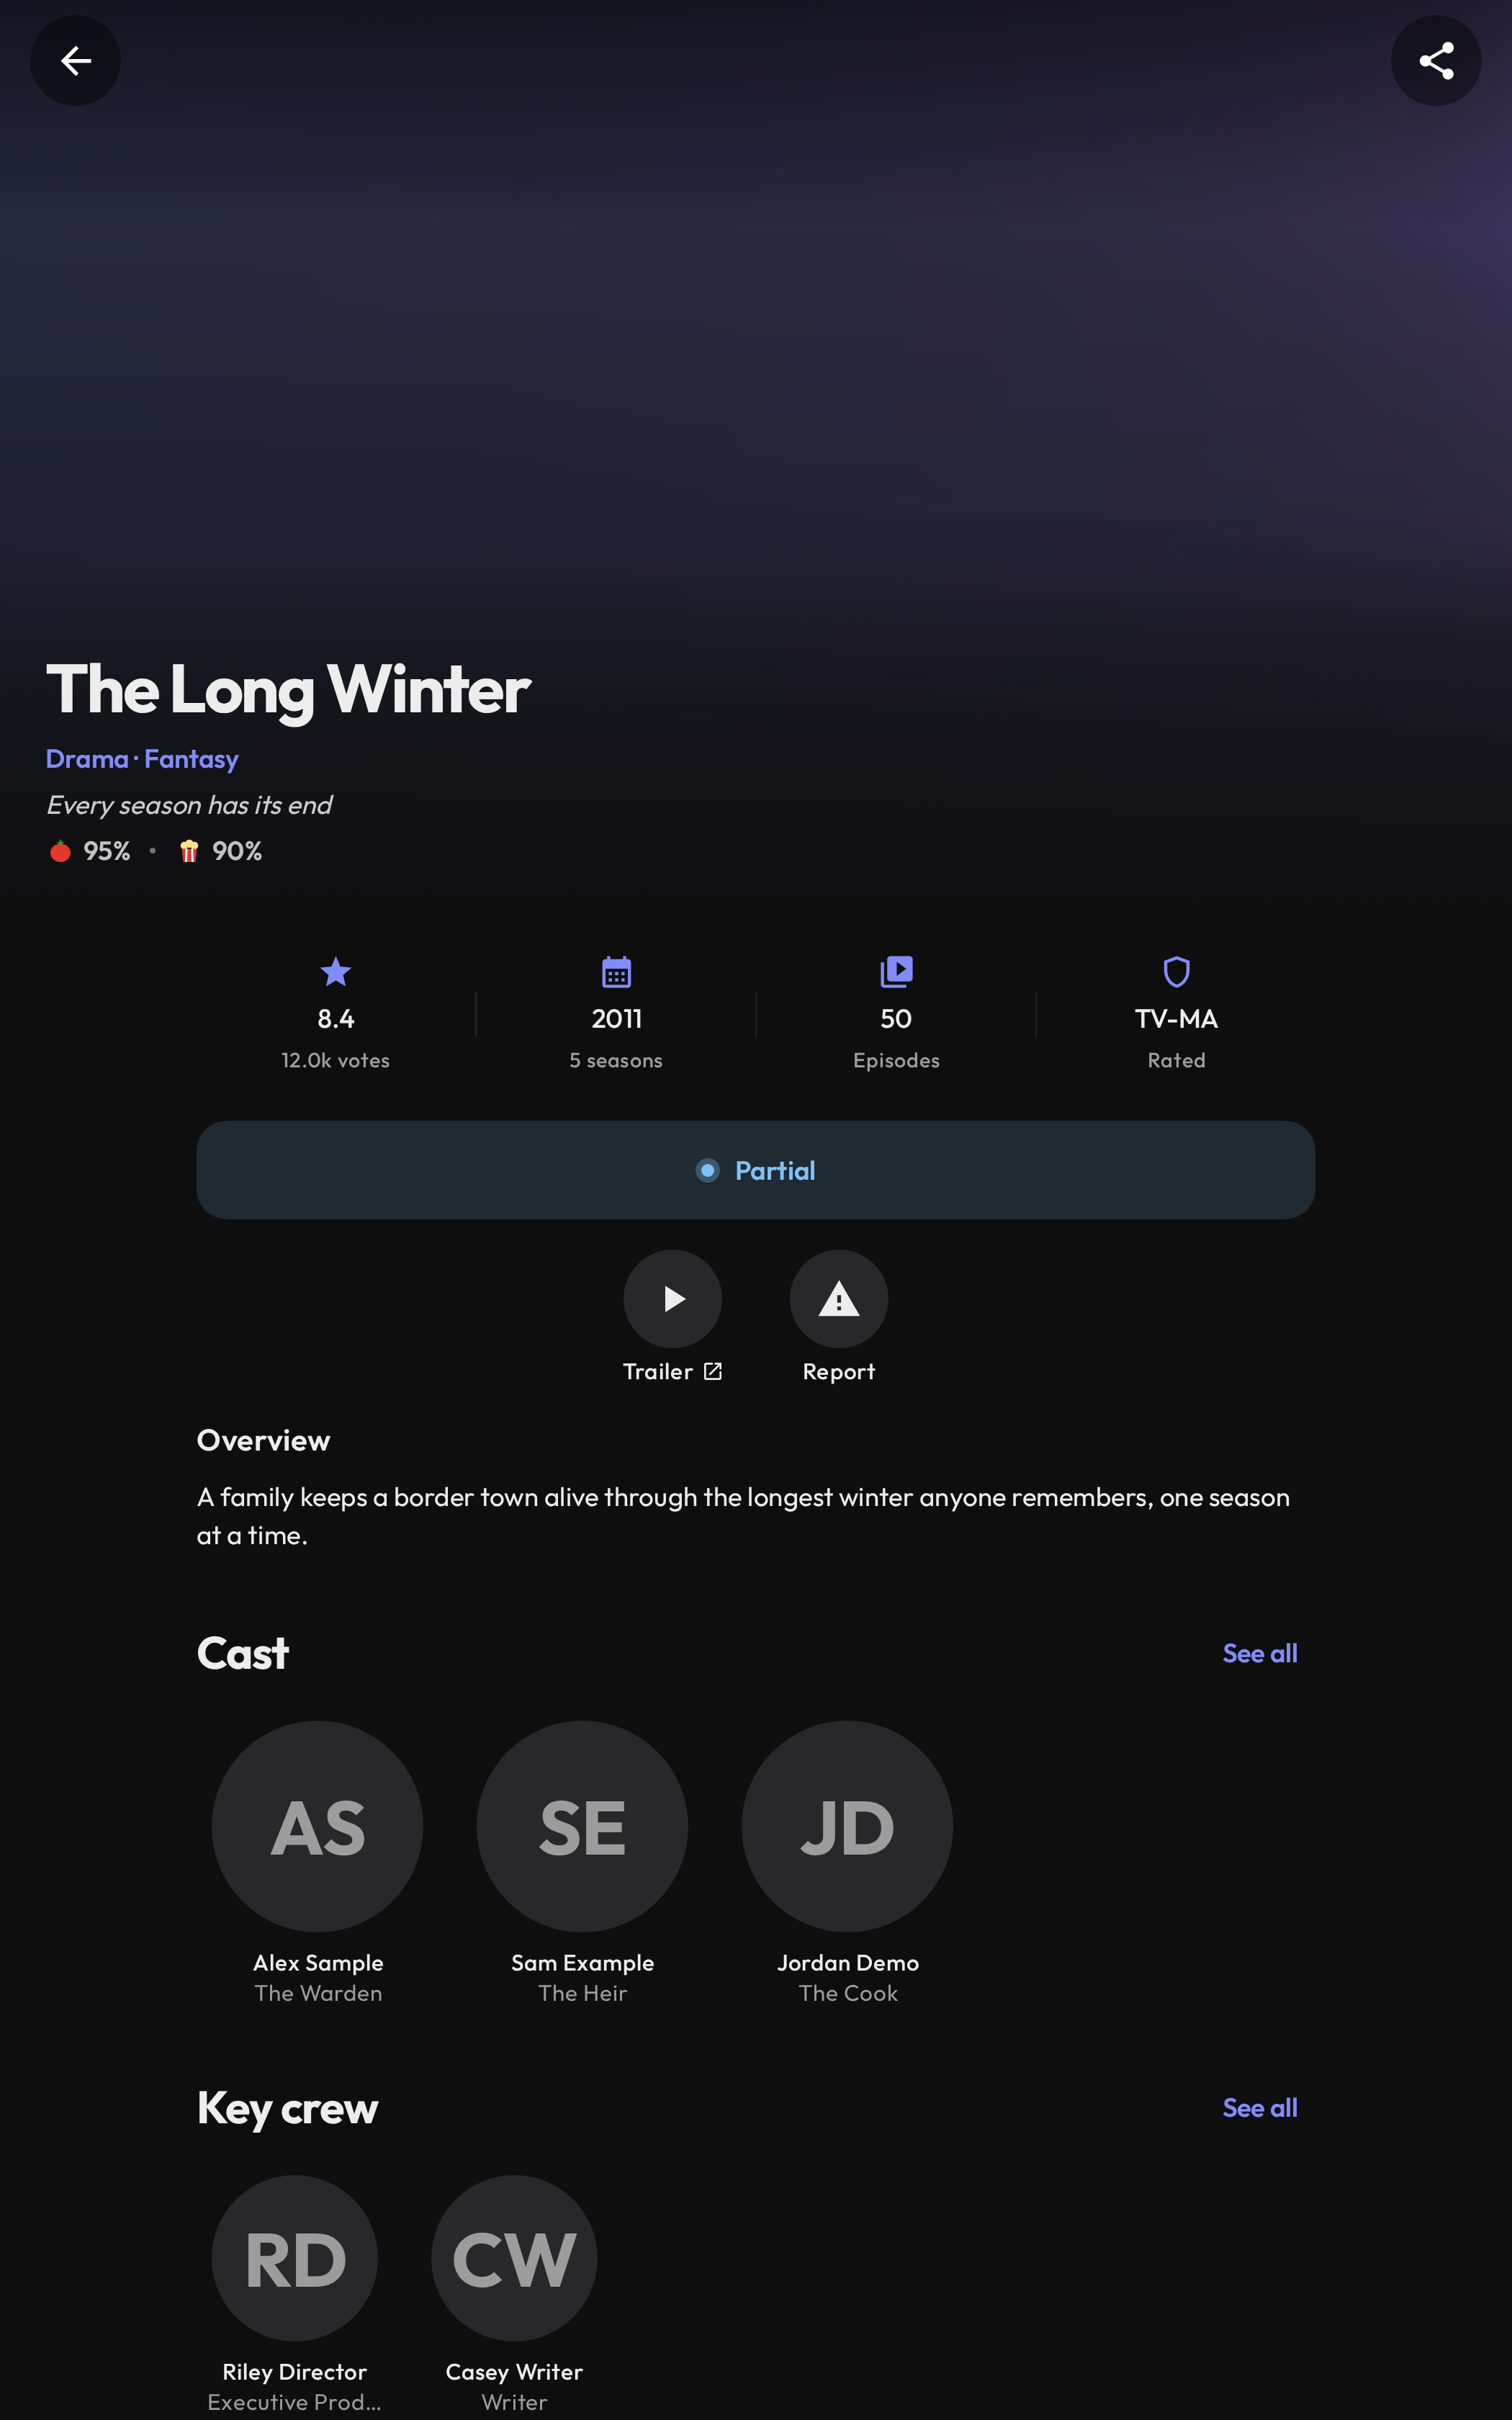 The Long Winter
Drama · Fantasy
Every season has its end
95% • 90%
8.4
12.0k votes
2011
5 seasons
50
Episodes
TV-MA
Rated
Partial
Trailer
Report
Overview
A family keeps a border town alive through the longest winter anyone remembers, one season
at a time.
Cast
See all
AS
SE
JD
Alex Sample
The Warden
Sam Example
The Heir
Jordan Demo
The Cook
Key crew
See all
RD
CW
Riley Director
Executive Prod...
Casey Writer
Writer